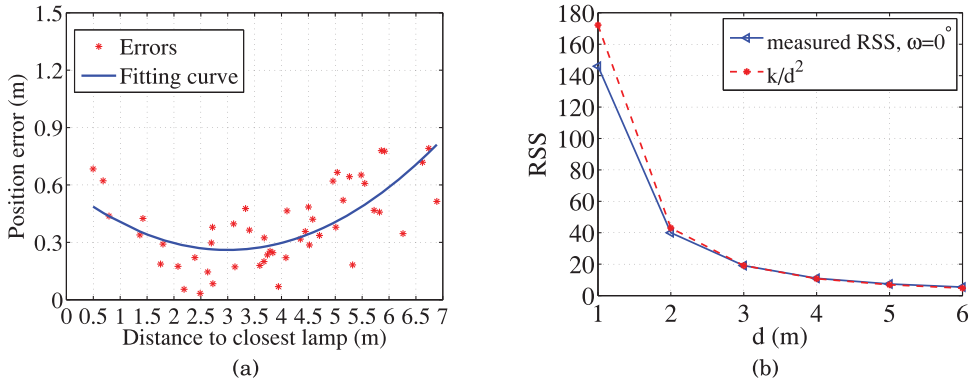 1.5
1.2
0.9
0.6
0.3
0
Position error (m)
Errors
Fitting curve
0 0.5 1 1.5 2 2.5 3 3.5 4 4.5 5 5.5 6 6.5 7
Distance to closest lamp (m)
(a)
180
160
140
120
100
80
60
40
20
0
RSS
measured RSS, ω=0°
k/d²
1 2 3 4 5 6
d (m)
(b)